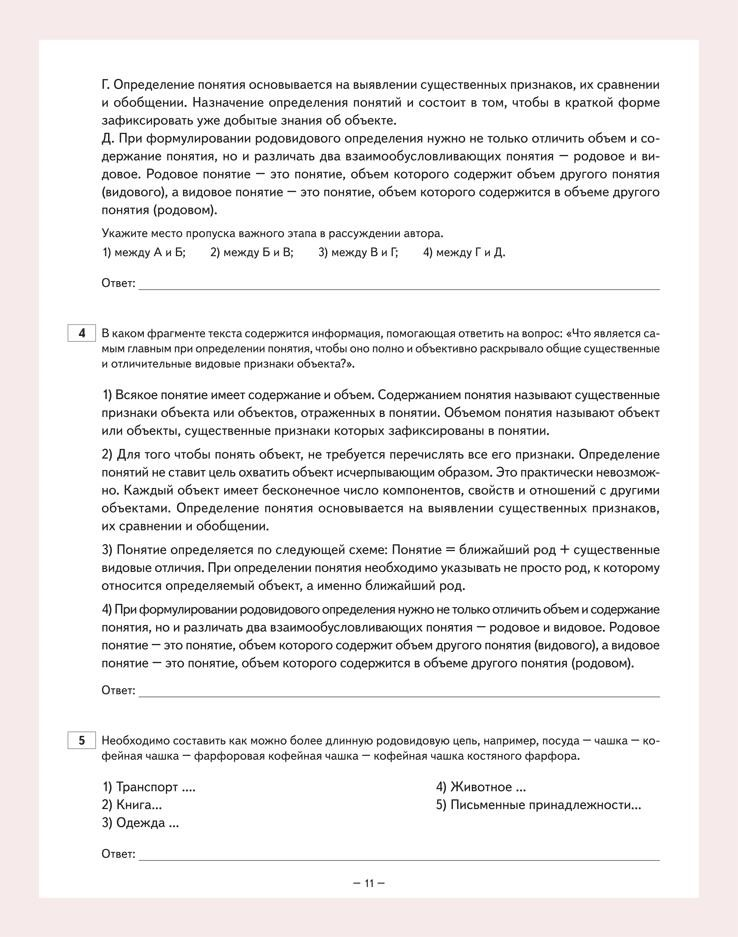 Г. Определение понятия основывается на выявлении существенных признаков, их сравнении
и обобщении. Назначение определения понятий и состоит в том, чтобы в краткой форме
зафиксировать уже добытые знания об объекте.
Д. При формулировании родовидового определения нужно не только отличить объем и со-
держание понятия, но и различать два взаимообусловливающих понятия — родовое и ви-
довое. Родовое понятие — это понятие, объем которого содержит объем другого понятия
(видового), а видовое понятие — это понятие, объем которого содержится в объеме другого
понятия (родовом).
Укажите место пропуска важного этапа в рассуждении автора.
1) между А и Б; 2) между Б и В; 3) между В и Г; 4) между Г и Д.
Ответ:
4 В каком фрагменте текста содержится информация, помогающая ответить на вопрос: «Что является са-
мым главным при определении понятия, чтобы оно полно и объективно раскрывало общие существенные
и отличительные видовые признаки объекта?».
1) Всякое понятие имеет содержание и объем. Содержанием понятия называют существенные
признаки объекта или объектов, отраженных в понятии. Объемом понятия называют объект
или объекты, существенные признаки которых зафиксированы в понятии.
2) Для того чтобы понять объект, не требуется перечислять все его признаки. Определение
понятий не ставит цель охватить объект исчерпывающим образом. Это практически невозмож-
но. Каждый объект имеет бесконечное число компонентов, свойств и отношений с другими
объектами. Определение понятия основывается на выявлении существенных признаков,
их сравнении и обобщении.
3) Понятие определяется по следующей схеме: Понятие = ближайший род + существенные
видовые отличия. При определении понятия необходимо указывать не просто род, к которому
относится определяемый объект, а именно ближайший род.
4) При формулировании родовидового определения нужно не только отличить объем и содержание
понятия, но и различать два взаимообусловливающих понятия — родовое и видовое. Родовое
понятие — это понятие, объем которого содержит объем другого понятия (видового), а видовое
понятие — это понятие, объем которого содержится в объеме другого понятия (родовом).
Ответ:
5 Необходимо составить как можно более длинную родовидовую цепь, например, посуда — чашка — ко-
фейная чашка — фарфоровая кофейная чашка — кофейная чашка костяного фарфора.
1) Транспорт ....
2) Книга...
3) Одежда ...
4) Животное ...
5) Письменные принадлежности...
Ответ:
— 11 —